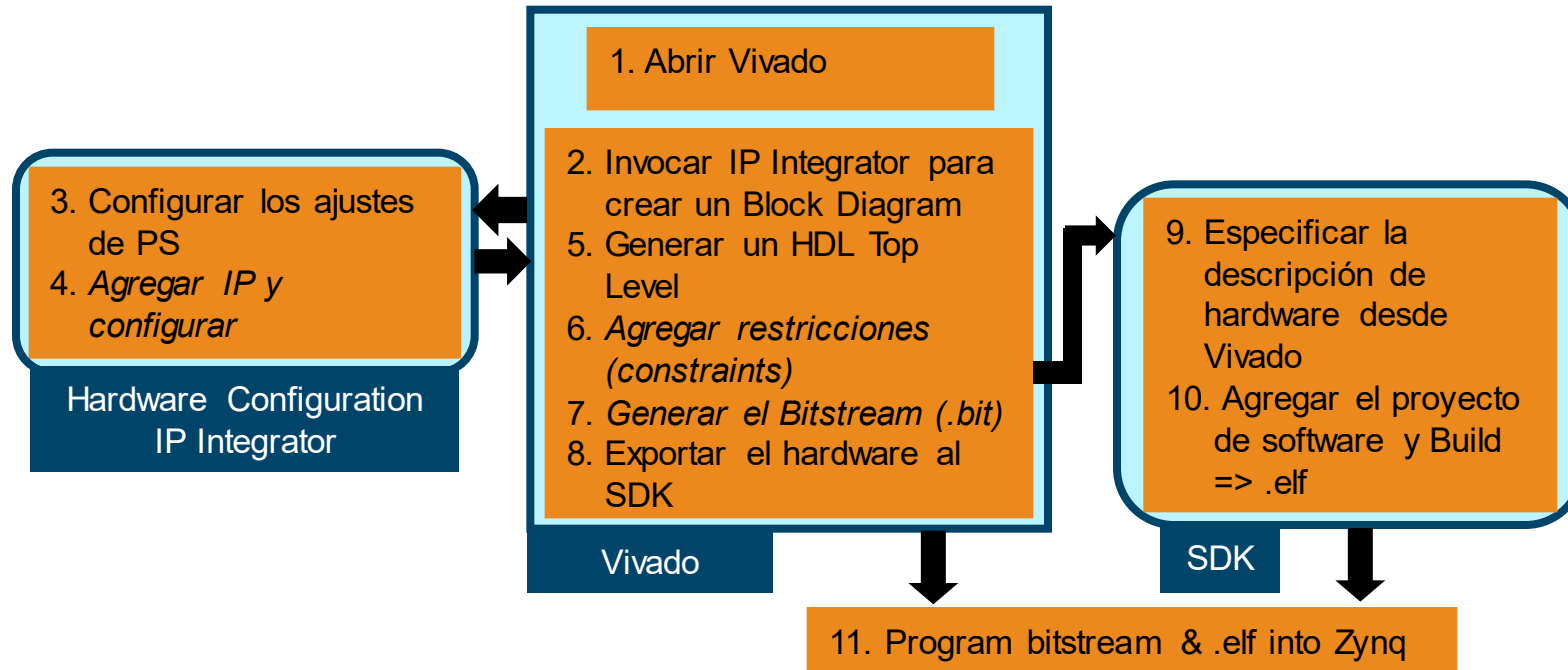 1. Abrir Vivado
2. Invocar IP Integrator para
crear un Block Diagram
5. Generar un HDL Top
Level
6. Agregar restricciones
(constraints)
7. Generar el Bitstream (.bit)
8. Exportar el hardware al
SDK
Vivado
3. Configurar los ajustes
de PS
4. Agregar IP y
configurar
Hardware Configuration
IP Integrator
9. Especificar la
descripción de
hardware desde
Vivado
10. Agregar el proyecto
de software y Build
=> .elf
SDK
11. Program bitstream & .elf into Zynq